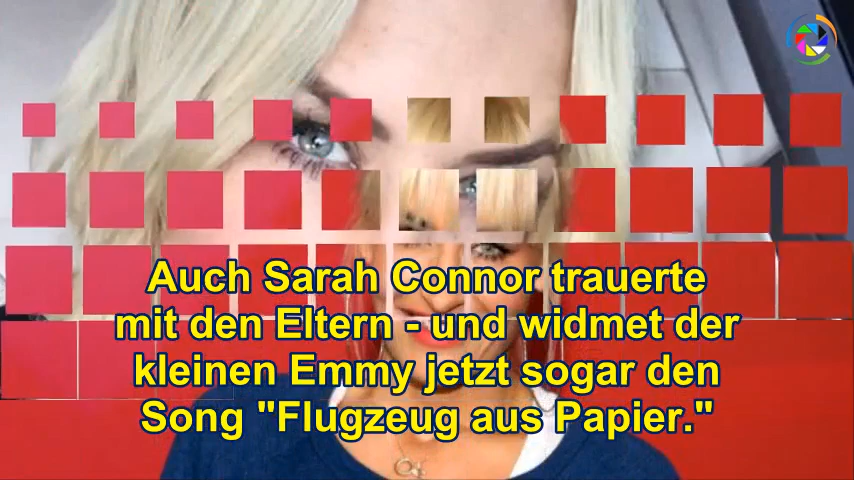 Auch Sarah Connor trauerte
mit den Eltern - und widmet der
kleinen Emmy jetzt sogar den
Song "Flugzeug aus Papier."